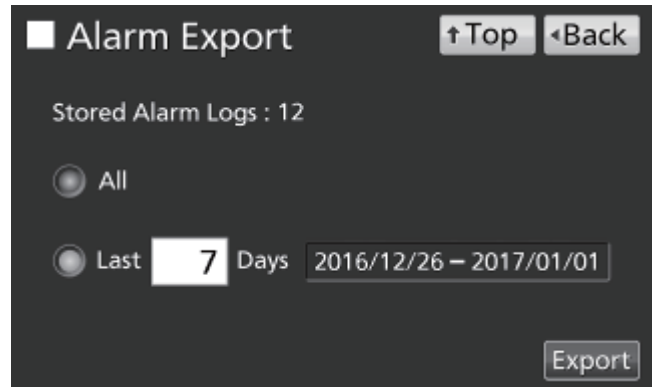 Alarm Export
↑Top
◂Back
Stored Alarm Logs : 12
All
Last 7 Days 2016/12/26 – 2017/01/01
Export